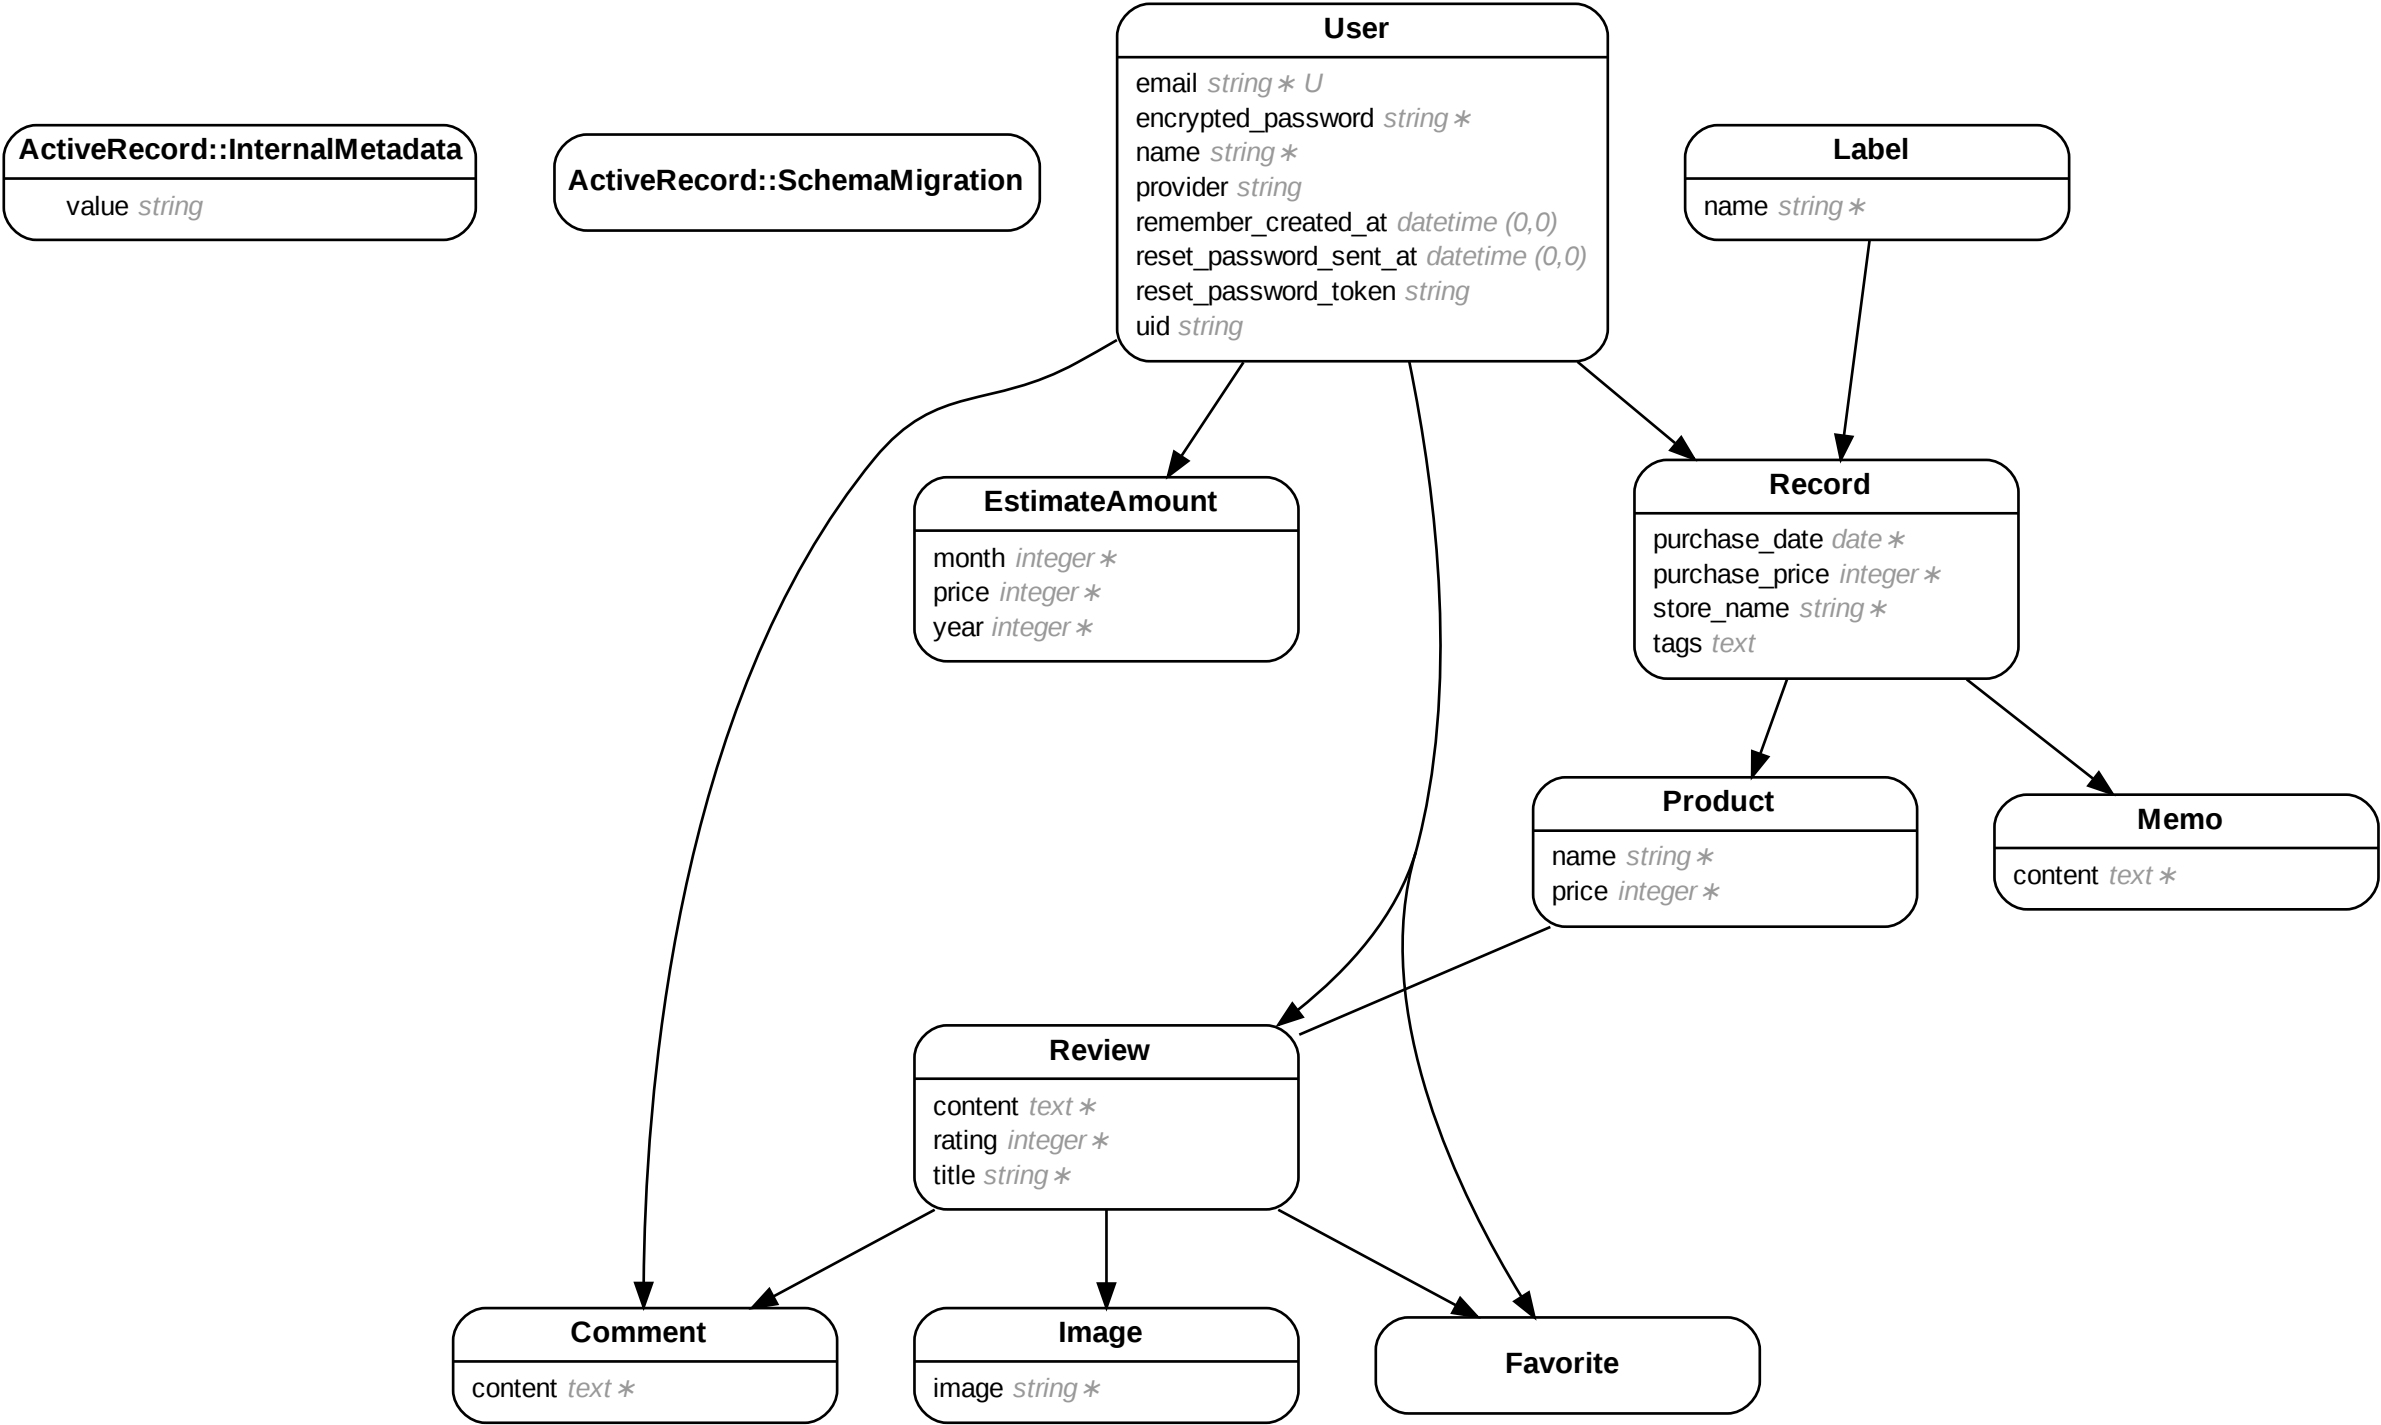 User
email string∗ U
encrypted_password string∗
name string∗
provider string
remember_created_at datetime (0,0)
reset_password_sent_at datetime (0,0)
reset_password_token string
uid string
ActiveRecord::InternalMetadata
value string
ActiveRecord::SchemaMigration
Label
name string∗
EstimateAmount
month integer∗
price integer∗
year integer∗
Record
purchase_date date∗
purchase_price integer∗
store_name string∗
tags text
Product
name string∗
price integer∗
Memo
content text∗
Review
content text∗
rating integer∗
title string∗
Comment
content text∗
Image
image string∗
Favorite